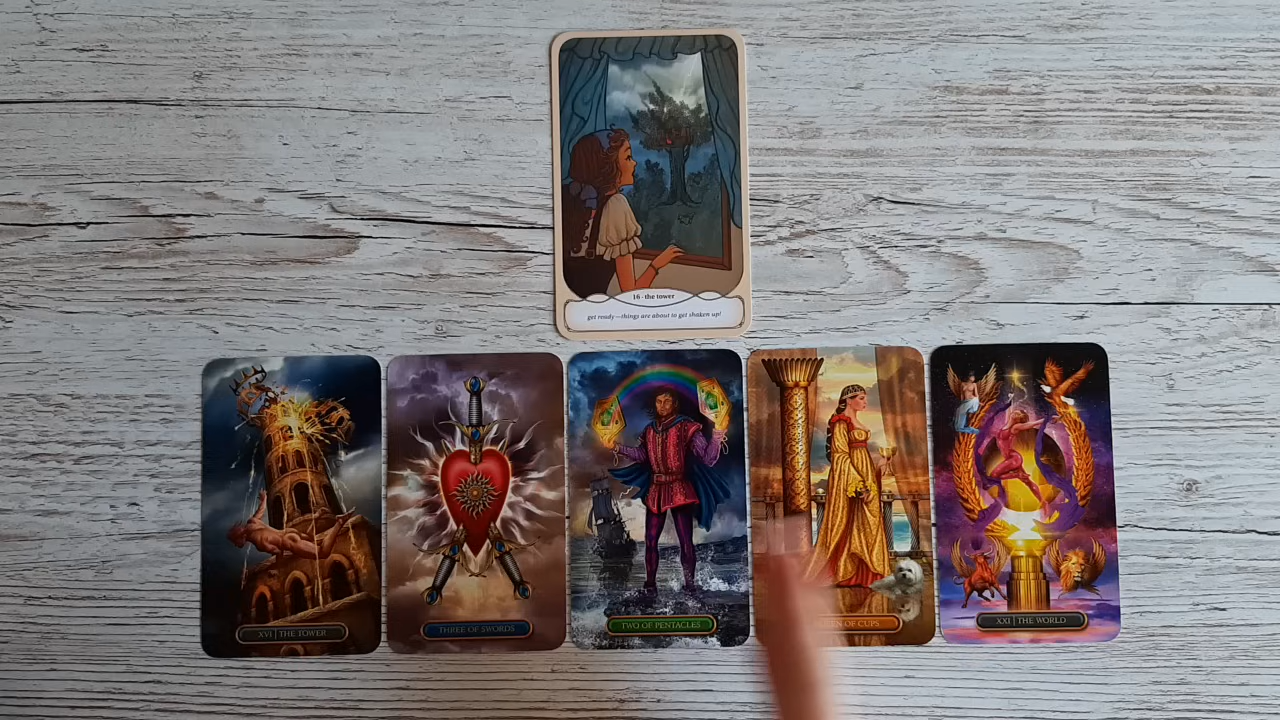 16 - the tower
get ready—things are about to get shaken up!
XVI | THE TOWER
THREE OF SWORDS
TWO OF PENTACLES
OF CUPS
XXI | THE WORLD